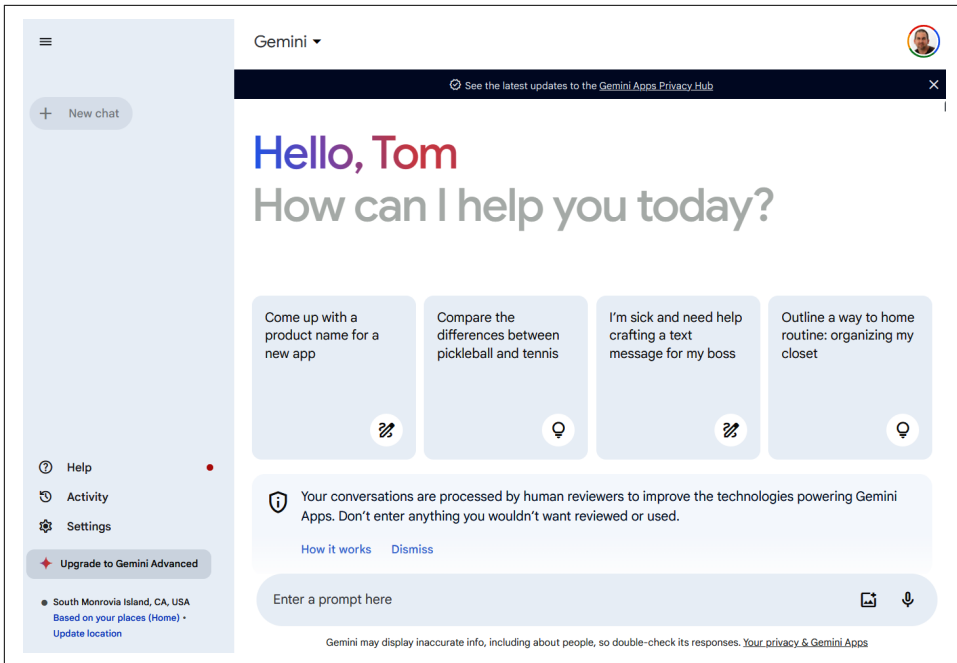 Gemini
See the latest updates to the Gemini Apps Privacy Hub
New chat
Hello, Tom
How can I help you today?
Come up with a
product name for a
new app
Compare the
differences between
pickleball and tennis
I'm sick and need help
crafting a text
message for my boss
Outline a way to home
routine: organizing my
closet
Help
Activity
Settings
Upgrade to Gemini Advanced
South Monrovia Island, CA, USA
Based on your places (Home) •
Update location
Your conversations are processed by human reviewers to improve the technologies powering Gemini
Apps. Don't enter anything you wouldn't want reviewed or used.
How it works Dismiss
Enter a prompt here
Gemini may display inaccurate info, including about people, so double-check its responses. Your privacy & Gemini Apps